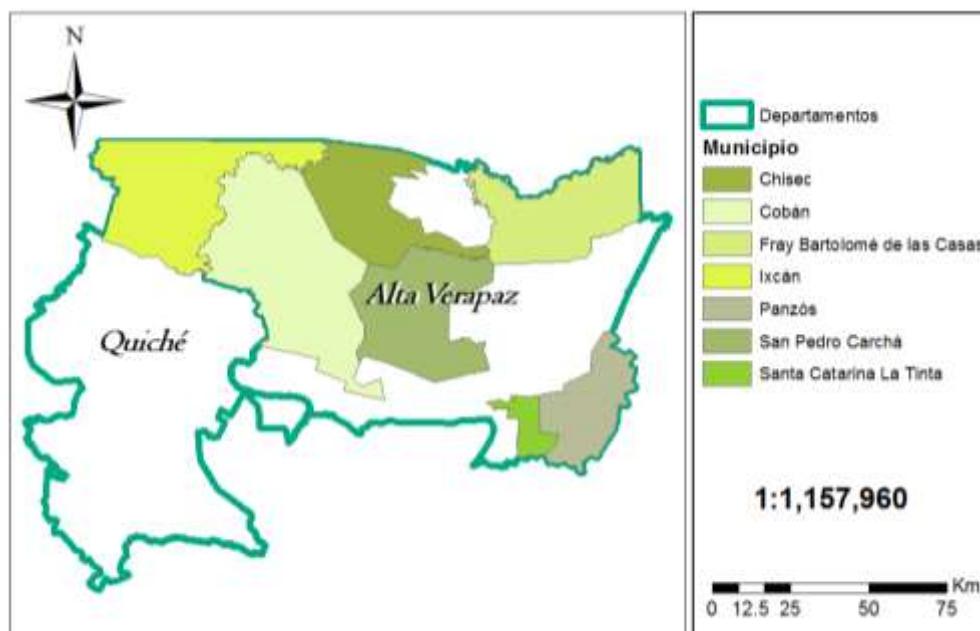 N
Alta Verapaz
Quiché
Departamentos
Municipio
Chisec
Cobán
Fray Bartolomé de las Casas
Ixcán
Panzós
San Pedro Carchá
Santa Catarina La Tinta
1:1,157,960
Km
0 12.5 25 50 75